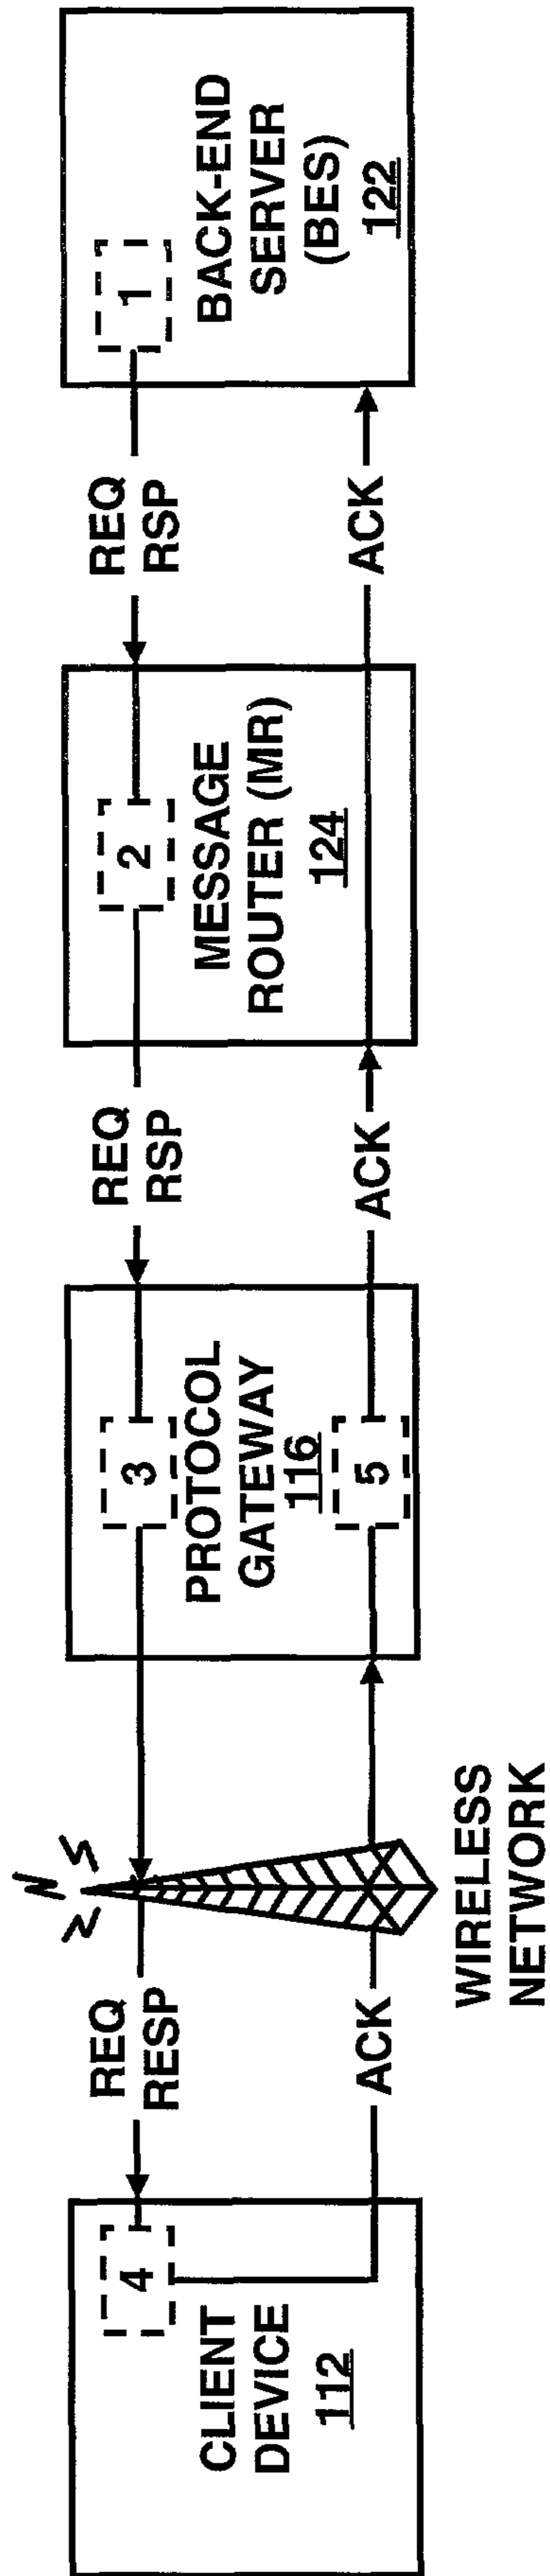 4
CLIENT
DEVICE
112
REQ
RESP
ACK
WIRELESS
NETWORK
3
PROTOCOL
GATEWAY
116
5
REQ
RSP
ACK
2
MESSAGE
ROUTER (MR)
124
REQ
RSP
ACK
1
BACK-END
SERVER
(BES)
122